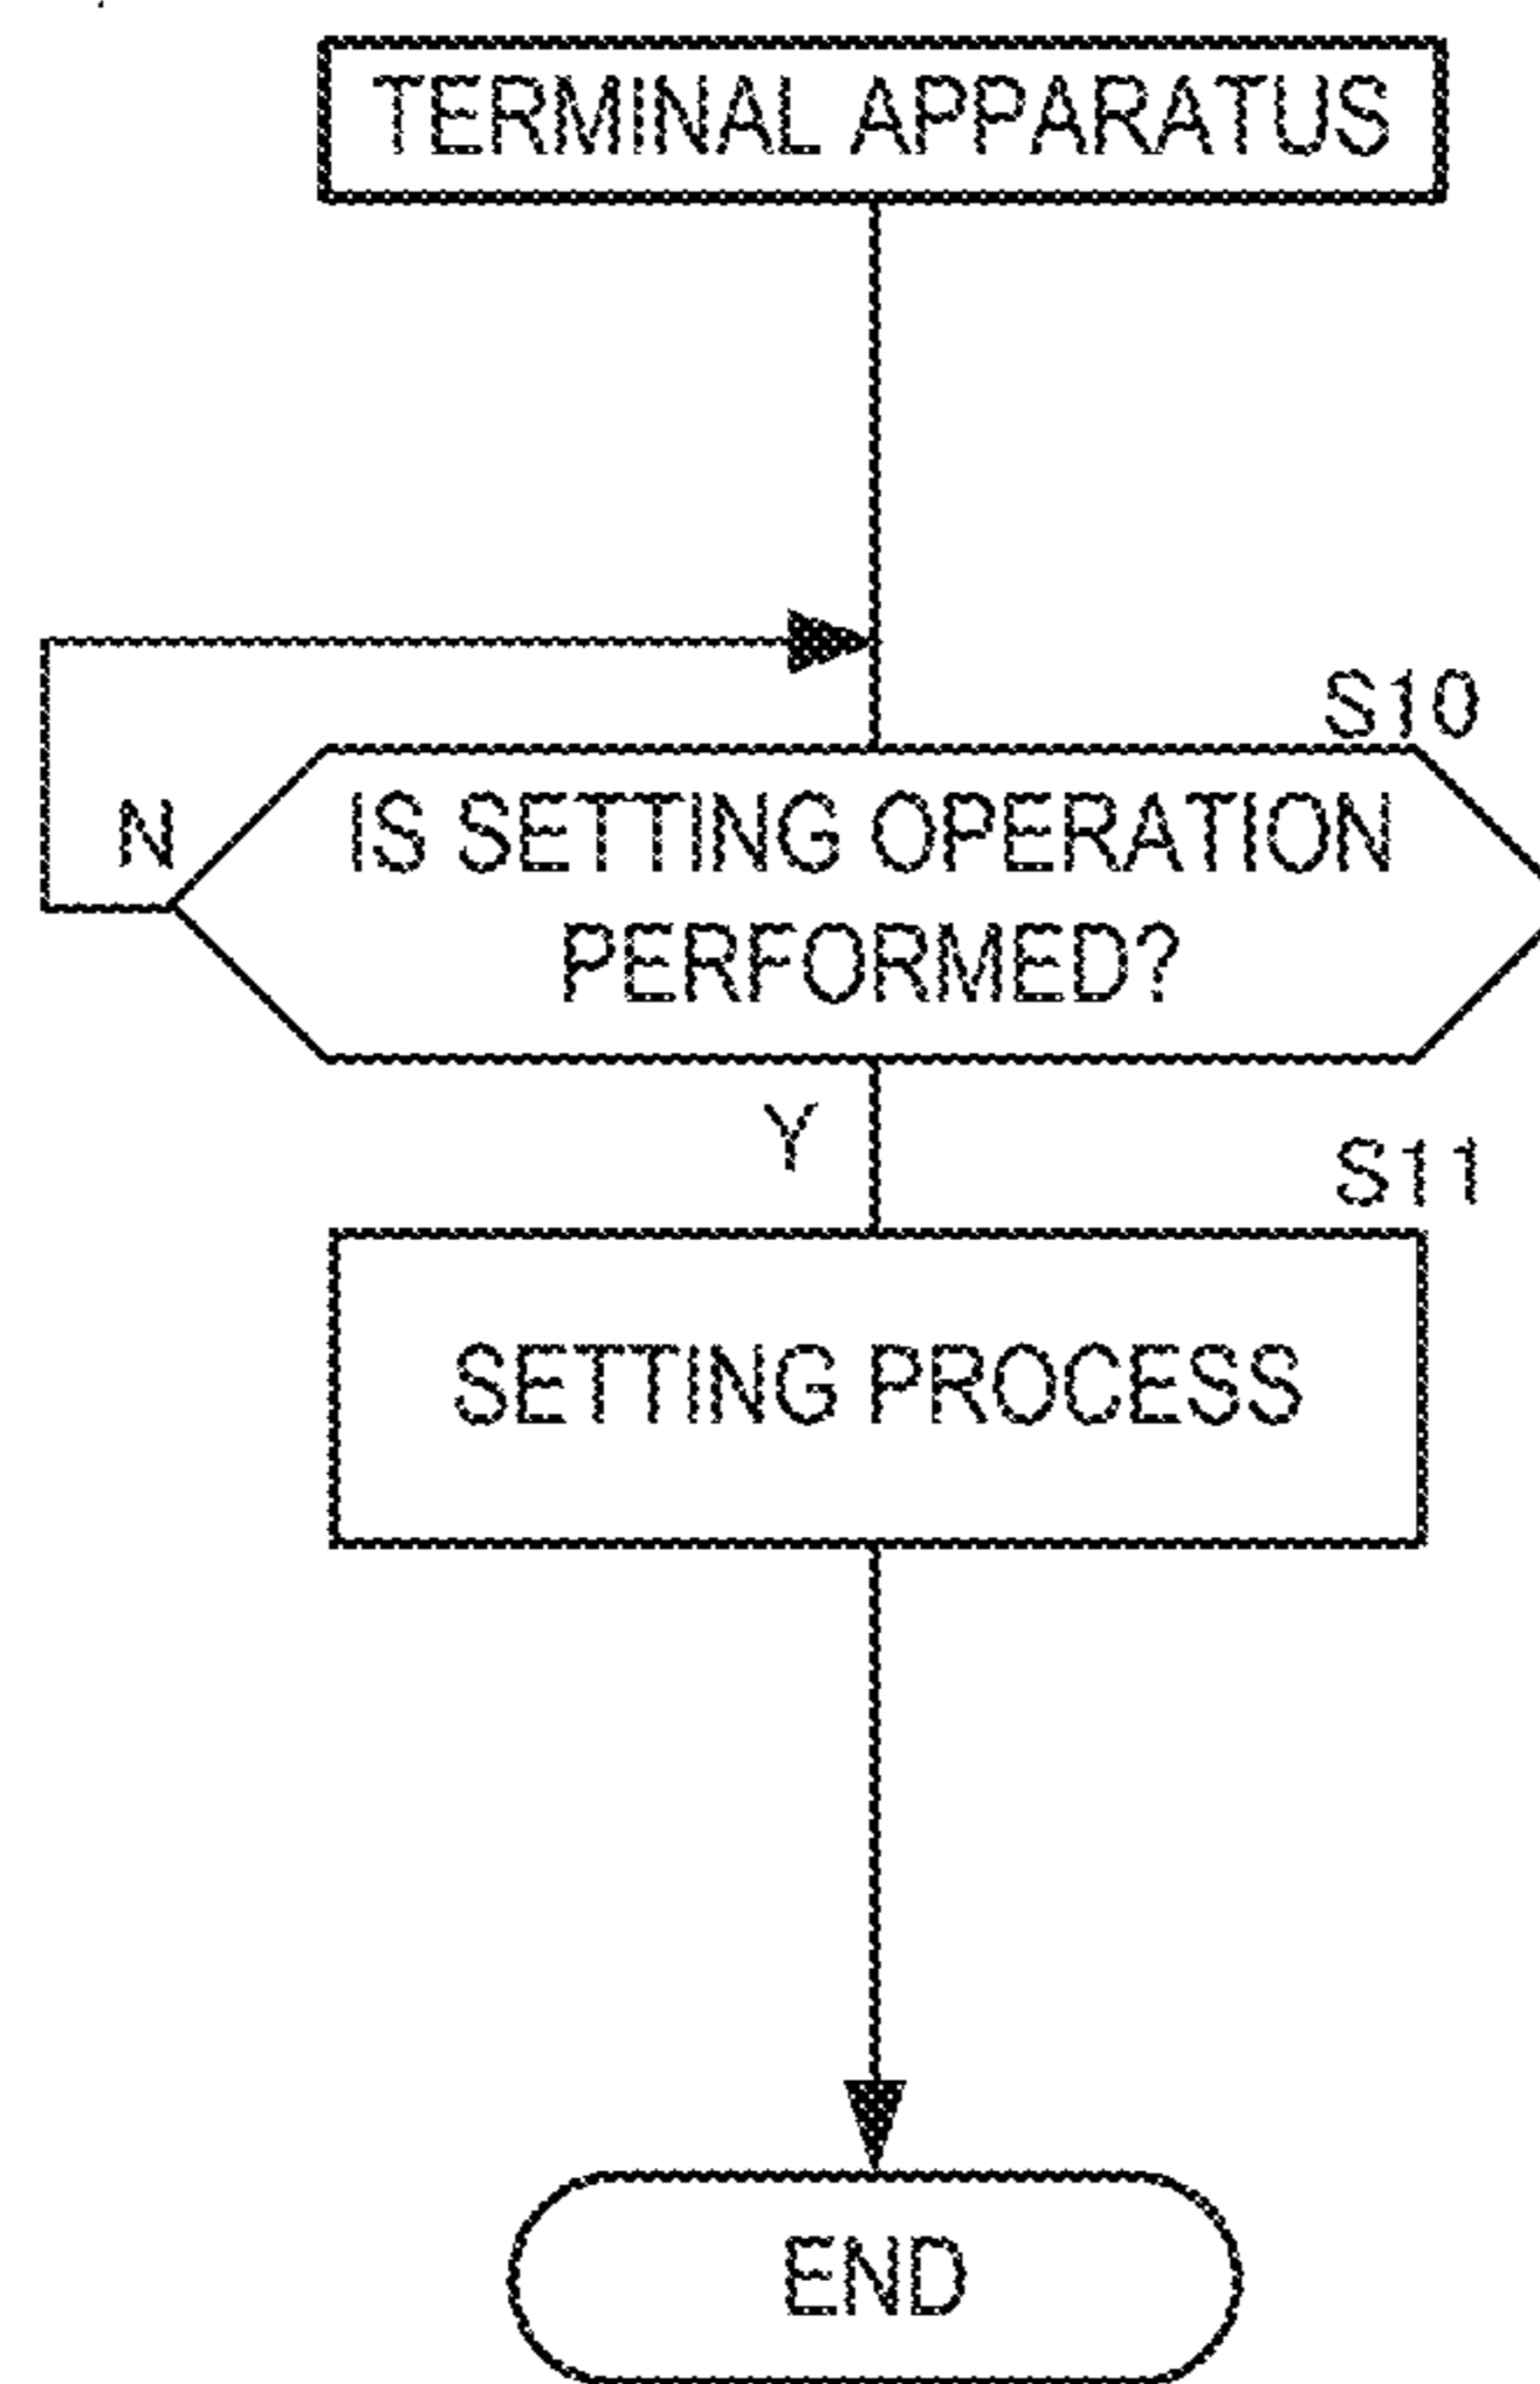 TERMINAL APPARATUS
S10
N
IS SETTING OPERATION
PERFORMED?
Y
S11
SETTING PROCESS
END